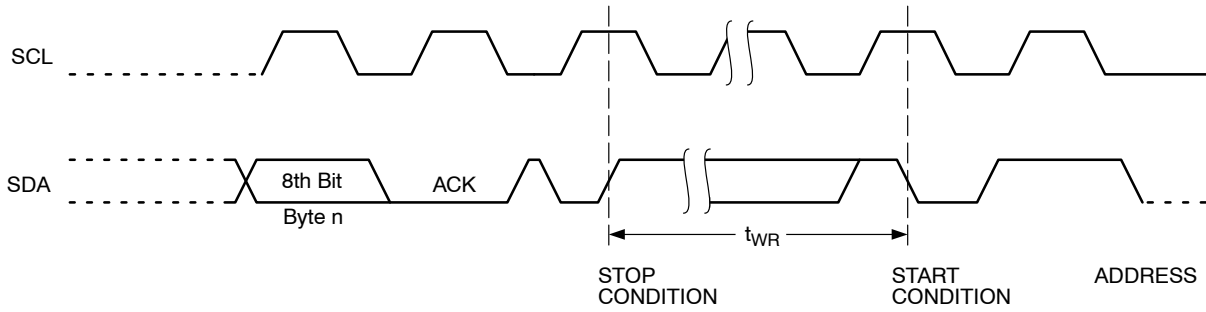 SCL
SDA
8th Bit
ACK
Byte n
tWR
STOP
CONDITION
START
CONDITION
ADDRESS